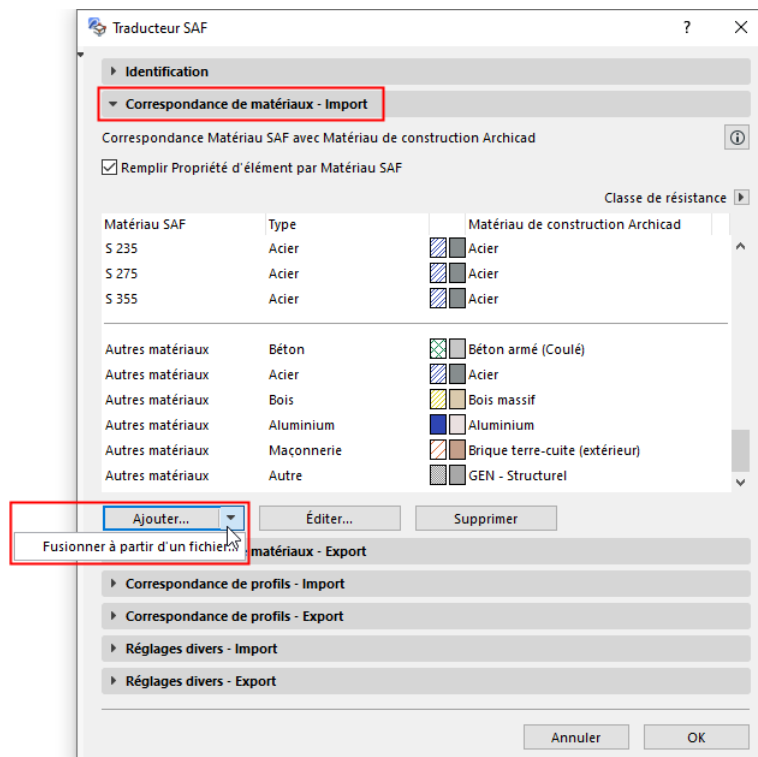 Traducteur SAF
Identification
Correspondance de matériaux - Import
Correspondance Matériau SAF avec Matériau de construction Archicad
Remplir Propriété d'élément par Matériau SAF
Classe de résistance
Matériau SAF Type Matériau de construction Archicad
S 235 Acier Acier
S 275 Acier Acier
S 355 Acier Acier
Autres matériaux Béton Béton armé (Coulé)
Autres matériaux Acier Acier
Autres matériaux Bois Bois massif
Autres matériaux Aluminium Aluminium
Autres matériaux Maçonnerie Brique terre-cuite (extérieur)
Autres matériaux Autre GEN - Structurel
Ajouter... Éditer... Supprimer
Fusionner à partir d'un fichier... matériaux - Export
Correspondance de profils - Import
Correspondance de profils - Export
Réglages divers - Import
Réglages divers - Export
Annuler OK